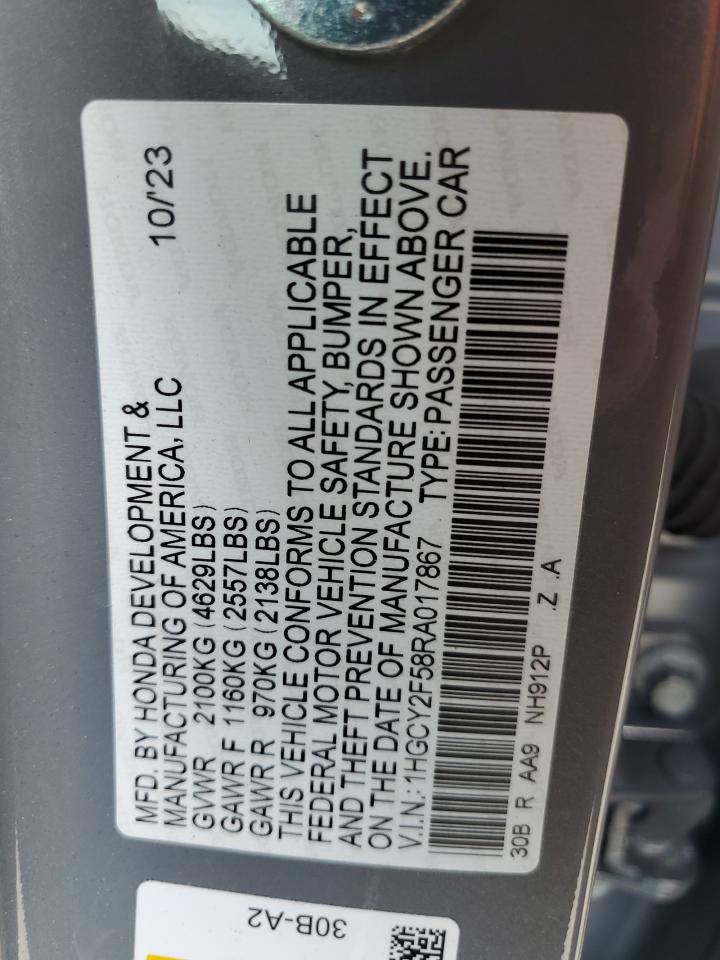 MFD. BY HONDA DEVELOPMENT &
MANUFACTURING OF AMERICA, LLC 10/'23
GVWR 2100KG (4629LBS)
GAWR F 1160KG (2557LBS)
GAWR R 970KG (2138LBS)
THIS VEHICLE CONFORMS TO ALL APPLICABLE
FEDERAL MOTOR VEHICLE SAFETY, BUMPER,
AND THEFT PREVENTION STANDARDS IN EFFECT
ON THE DATE OF MANUFACTURE SHOWN ABOVE.
V.I.N.: 1HGCY2F58RA017867 TYPE: PASSENGER CAR
30B R AA9 NH912P .Z .A
30B-A2